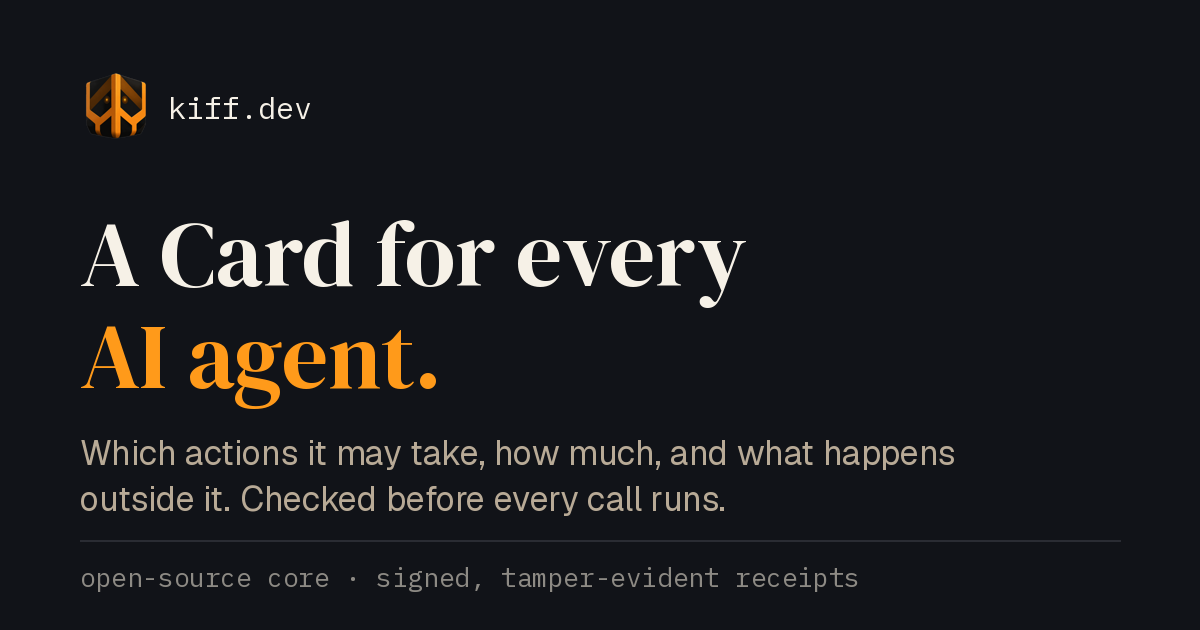 kiff.dev
A Card for every
AI agent.
Which actions it may take, how much, and what happens
outside it. Checked before every call runs.
open-source core · signed, tamper-evident receipts